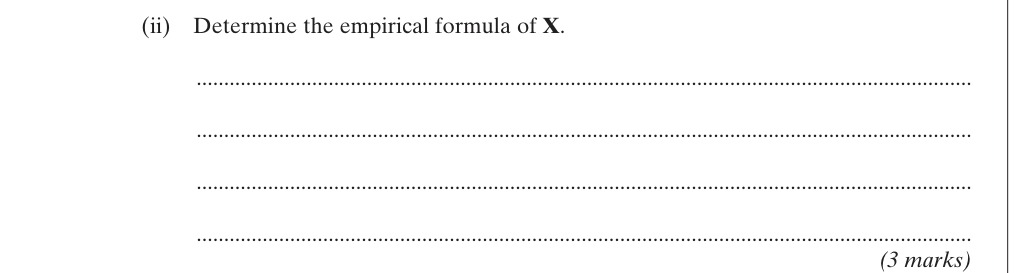 (ii) Determine the empirical formula of X.
(3 marks)